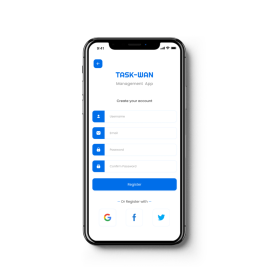 9:41
TASK-WAN
Management App
Create your account
Username
Email
Password
Confirm Password
Register
- Or Register with -